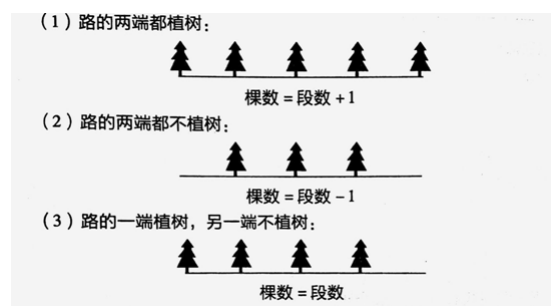 （1）路的两端都植树：
棵数=段数+1
（2）路的两端都不植树：
棵数=段数-1
（3）路的一端植树，另一端不植树：
棵数=段数